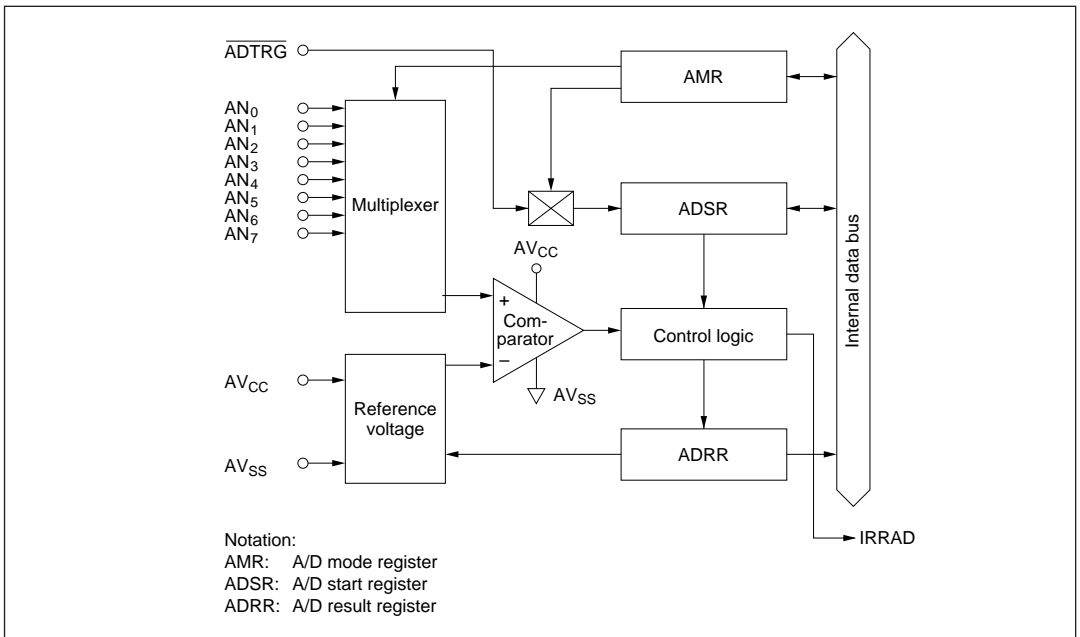 ADTRG
AMR
AN0
AN1
AN2
AN3
AN4
AN5
AN6
AN7
Multiplexer
ADSR
Internal data bus
AVCC
+
Com-
parator
−
AVSS
Control logic
AVCC
AVSS
Reference
voltage
ADRR
IRRAD
Notation:
AMR: A/D mode register
ADSR: A/D start register
ADRR: A/D result register